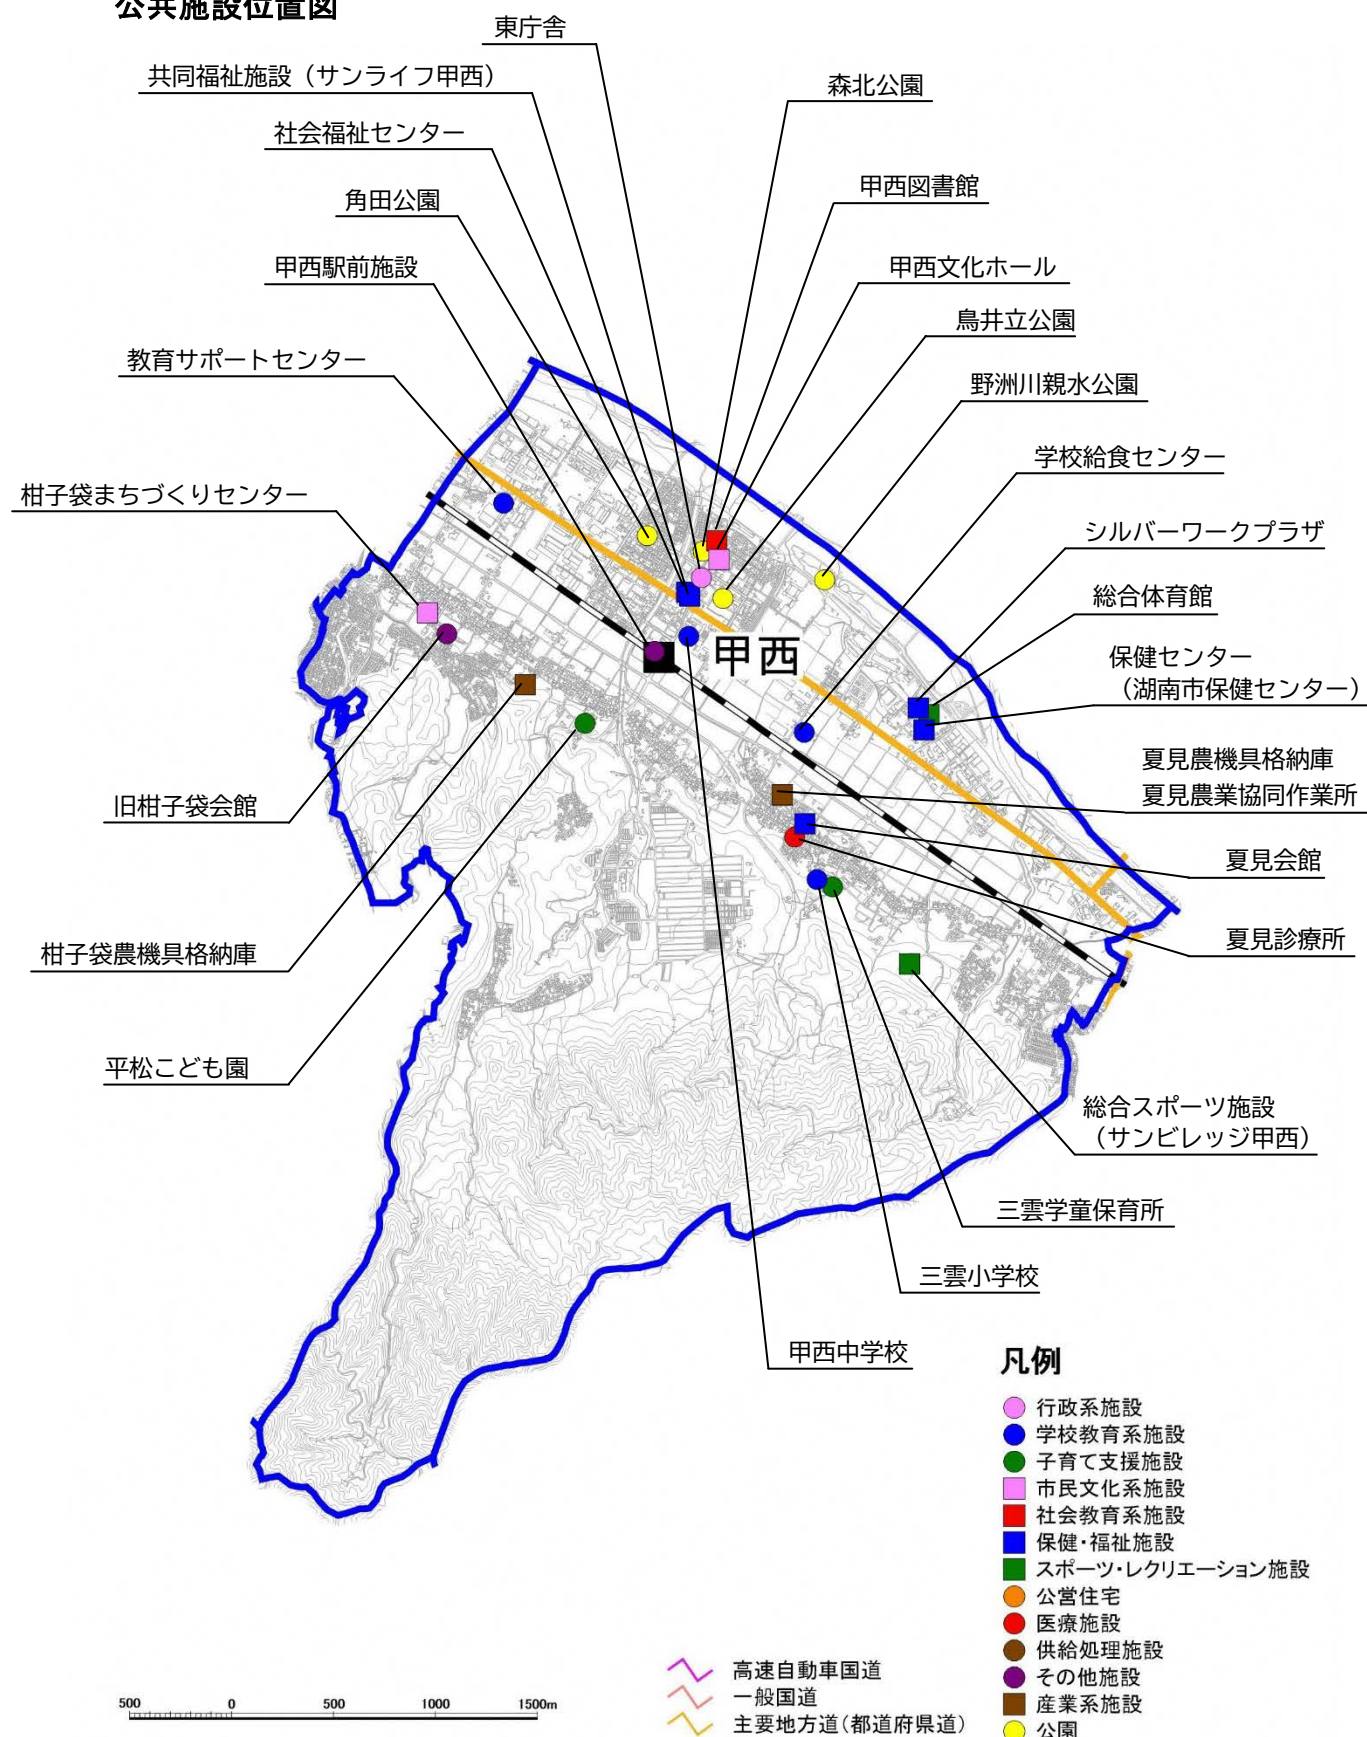 公共施設位置図
東庁舎
共同福祉施設（サンライフ甲西）
森北公園
社会福祉センター
甲西図書館
角田公園
甲西駅前施設
甲西文化ホール
鳥井立公園
教育サポートセンター
野洲川親水公園
学校給食センター
柑子袋まちづくりセンター
シルバーワークプラザ
総合体育館
甲西
保健センター
（湖南市保健センター）
夏見農機具格納庫
夏見農業協同作業所
旧柑子袋会館
夏見会館
夏見診療所
柑子袋農機具格納庫
平松こども園
総合スポーツ施設
（サンビレッジ甲西）
三雲学童保育所
三雲小学校
甲西中学校
凡例
行政系施設
学校教育系施設
子育て支援施設
市民文化系施設
社会教育系施設
保健・福祉施設
スポーツ・レクリエーション施設
公営住宅
医療施設
供給処理施設
その他施設
産業系施設
公園
高速自動車国道
一般国道
主要地方道（都道府県道）
500 0 500 1000 1500m